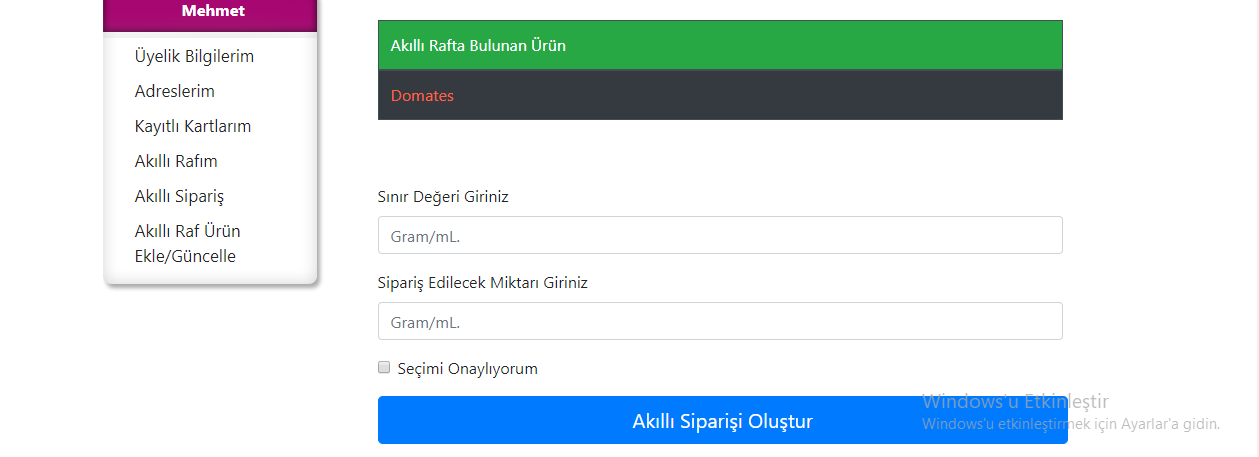 Mehmet
Üyelik Bilgilerim
Adreslerim
Kayıtlı Kartlarım
Akıllı Rafım
Akıllı Sipariş
Akıllı Raf Ürün
Ekle/Güncelle
Akıllı Rafta Bulunan Ürün
Domates
Sınır Değeri Giriniz
Gram/mL.
Sipariş Edilecek Miktarı Giriniz
Gram/mL.
Seçimi Onaylıyorum
Akıllı Siparişi Oluştur
Windows'u Etkinleştir
Windows'u etkinleştirmek için Ayarlar'a gidin.